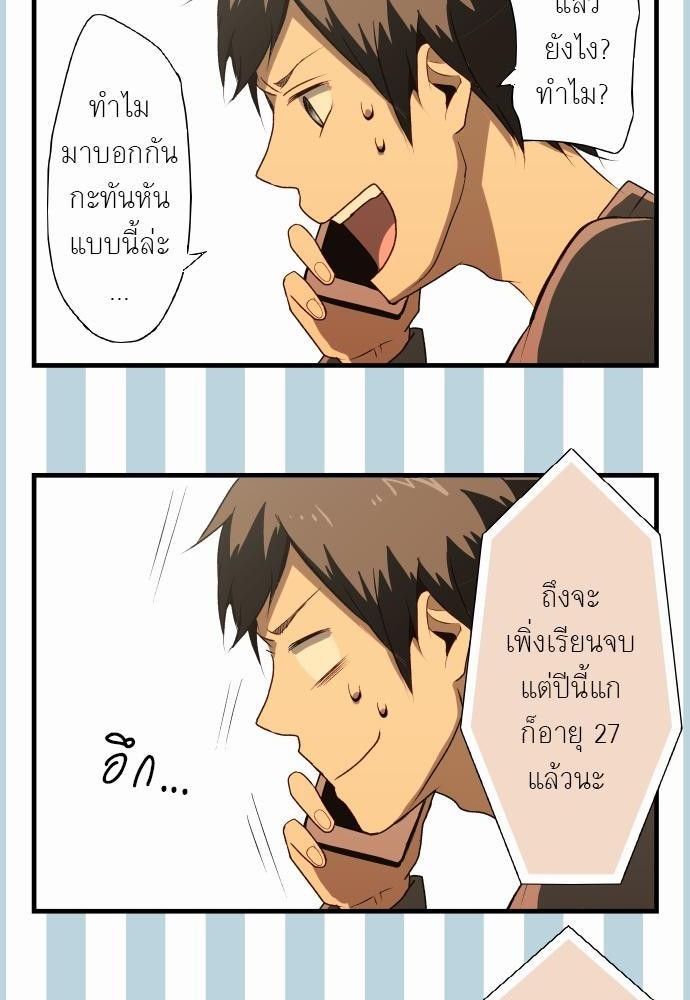 แล้ว
ยังไง?
ทำไม?
ทำไม
มาบอกกัน
กะทันหัน
แบบนี้ล่ะ
...
ถึงจะ
เพิ่งเรียนจบ
แต่ปีนี้แก
ก็อายุ 27
แล้วนะ
อึก...